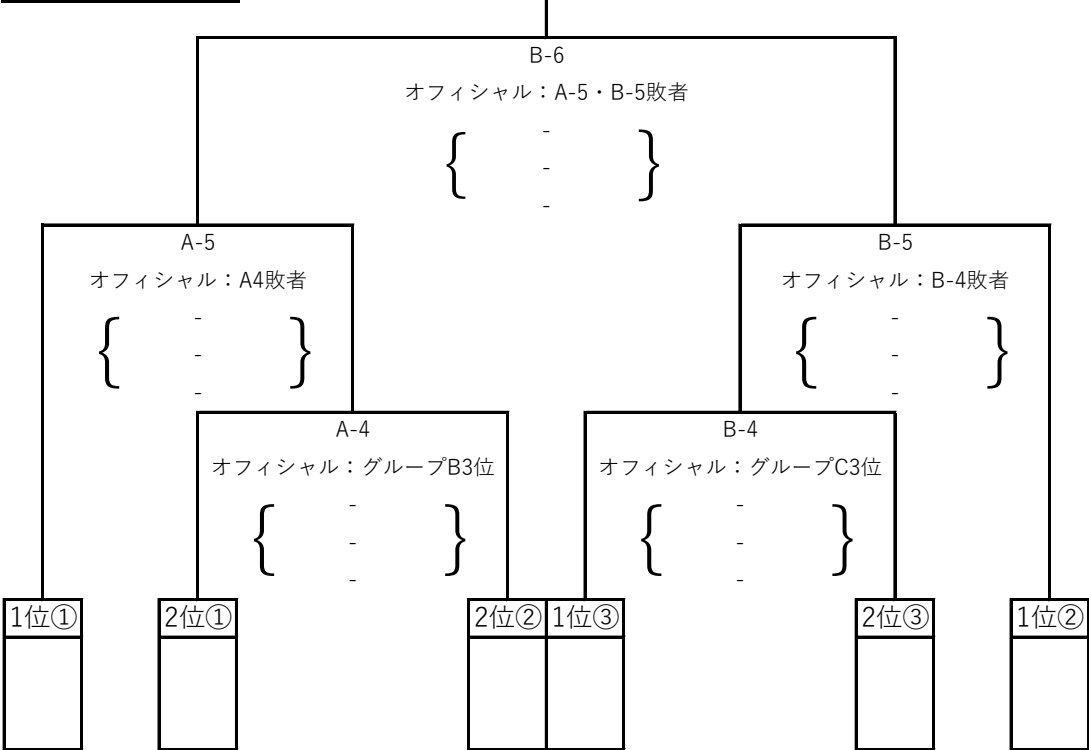 B-6
オフィシャル：A-5・B-5敗者
{ - }
-
-
A-5
B-5
オフィシャル：A4敗者
オフィシャル：B-4敗者
{ - }
-
-
{ - }
-
-
A-4
B-4
オフィシャル：グループB3位
オフィシャル：グループC3位
{ - }
-
-
{ - }
-
-
1位①
2位①
2位②
1位③
2位③
1位②